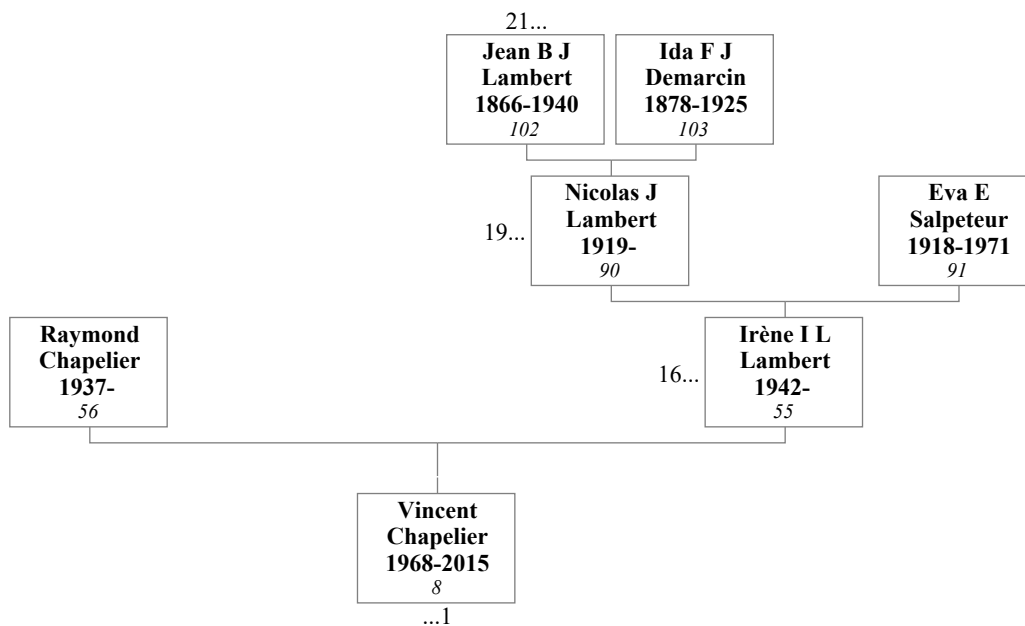 21...
Jean B J
Lambert
1866-1940
102
Ida F J
Demarcin
1878-1925
103
19...
Nicolas J
Lambert
1919-
90
Eva E
Salpeteur
1918-1971
91
Raymond
Chapelier
1937-
56
16...
Irène I L
Lambert
1942-
55
Vincent
Chapelier
1968-2015
8
...1